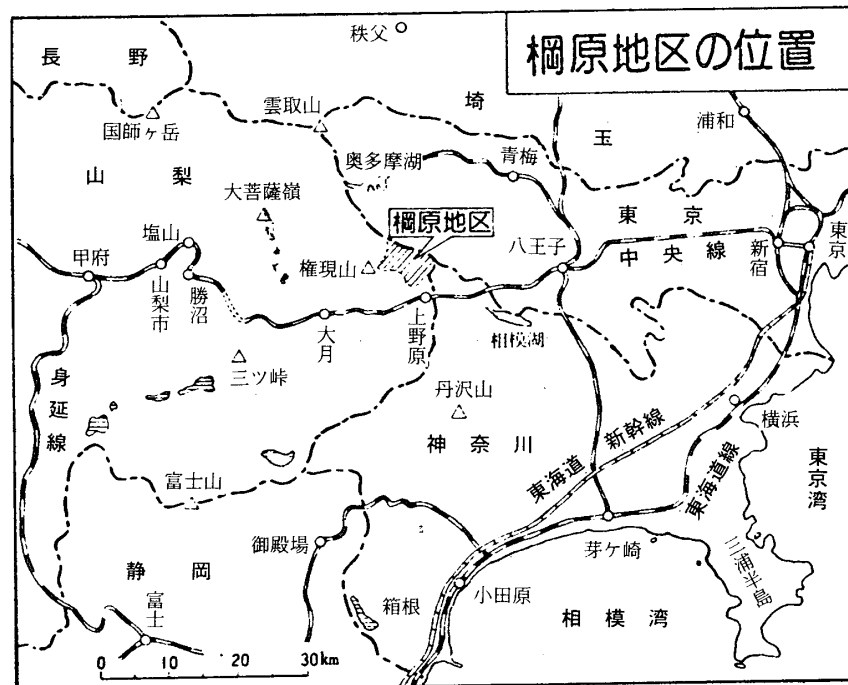 棡原地区の位置
秩父
長野
埼
玉
浦和
雲取山
国師ヶ岳
奥多摩湖
青梅
山梨
大菩薩嶺
東京
棡原地区
八王子
中央線
新宿
東京
塩山
甲府
山梨市
勝沼
権現山
大月
上野原
相模湖
三ツ峠
丹沢山
身延線
神奈川
東海道新幹線
東海道線
横浜
東京湾
富士山
御殿場
芽ケ崎
三浦半島
静岡
箱根
小田原
相模湾
富士
0 10 20 30km